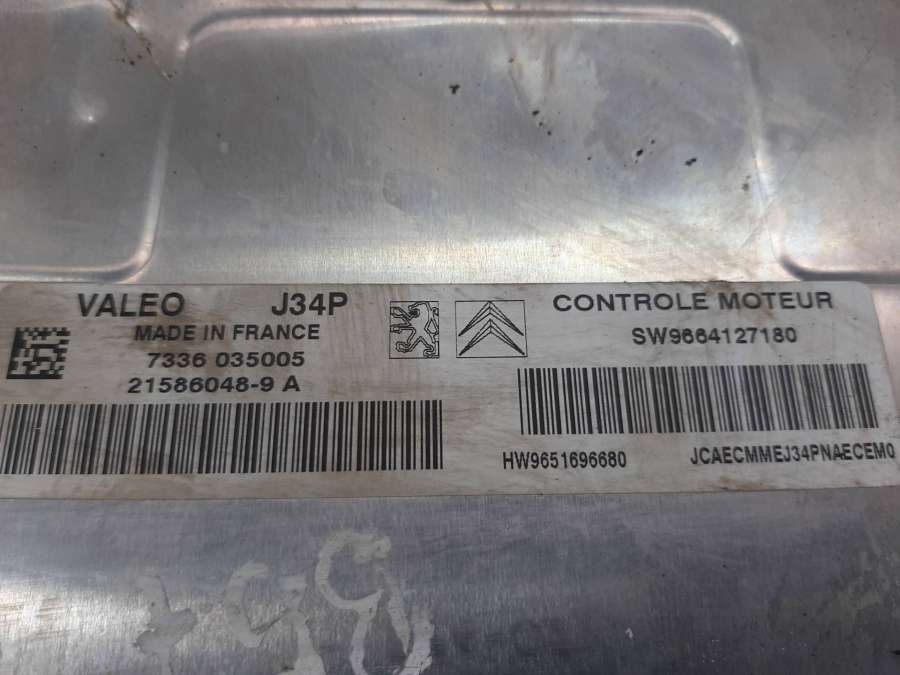 VALEO J34P
MADE IN FRANCE
7336 035005
21586048-9 A
CONTROLE MOTEUR
SW9664127180
HW9651696680 JCAECMMEJ34PNAECEM0